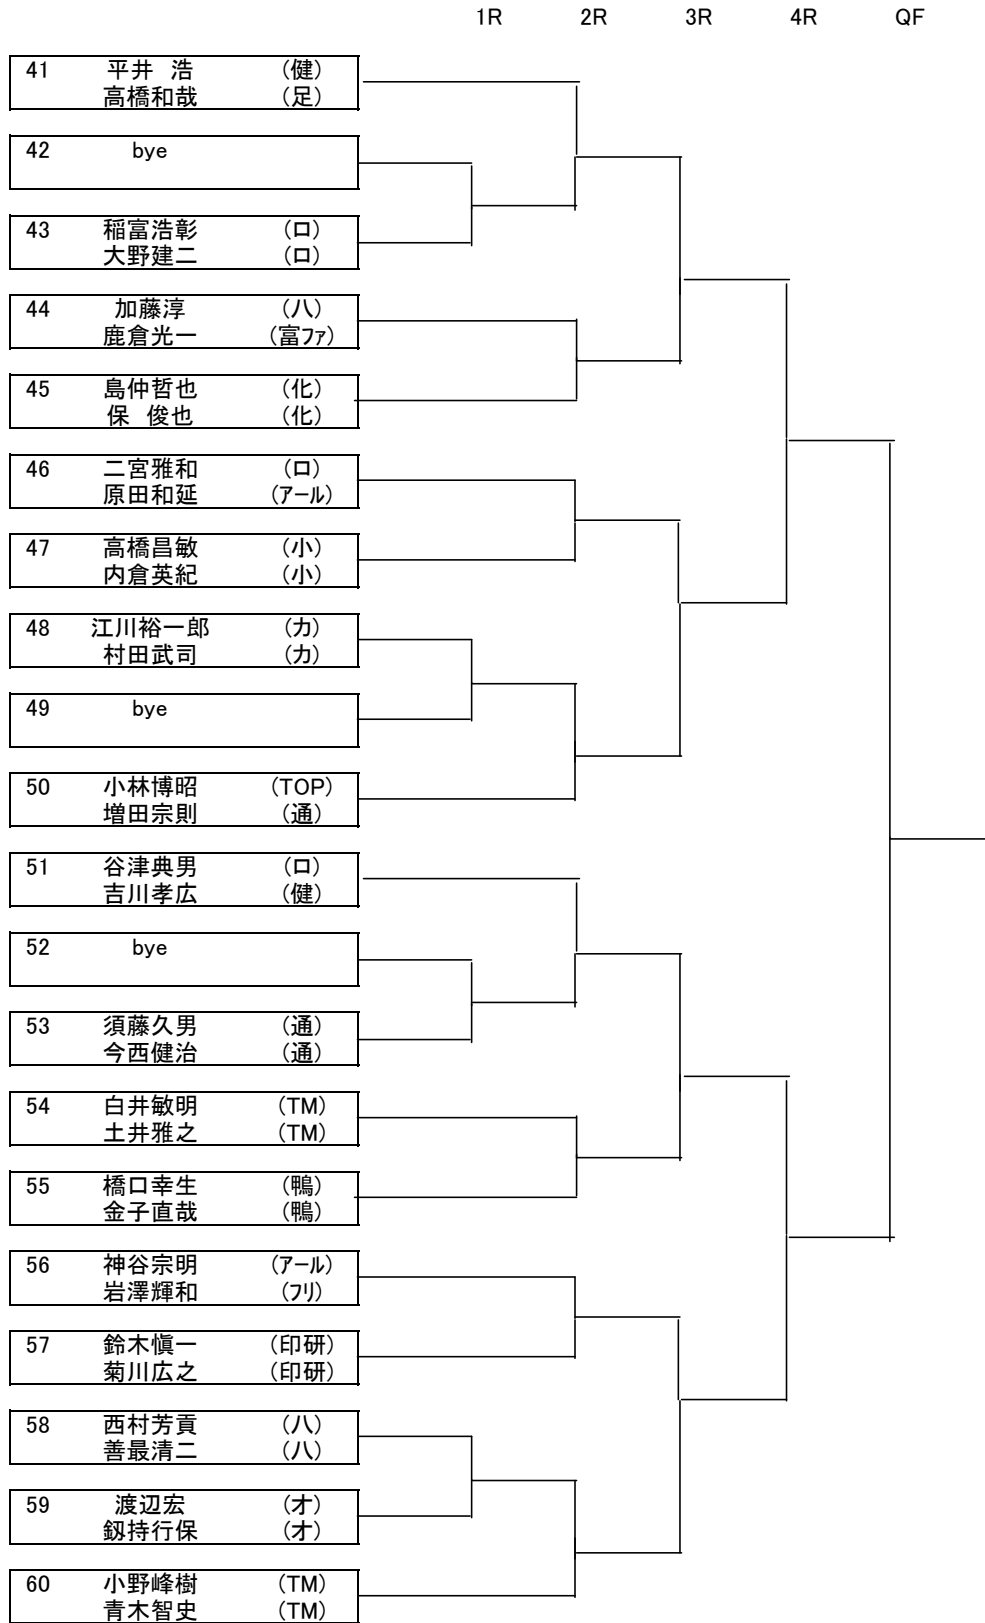 1R 2R 3R 4R QF
41 平井 浩 (健)
高橋和哉 (足)
42 bye
43 稲富浩彰 (ロ)
大野建二 (ロ)
44 加藤淳 (八)
鹿倉光一 (富ファ)
45 島仲哲也 (化)
保 俊也 (化)
46 二宮雅和 (ロ)
原田和延 (アール)
47 高橋昌敏 (小)
内倉英紀 (小)
48 江川裕一郎 (カ)
村田武司 (カ)
49 bye
50 小林博昭 (TOP)
増田宗則 (通)
51 谷津典男 (ロ)
吉川孝広 (健)
52 bye
53 須藤久男 (通)
今西健治 (通)
54 白井敏明 (TM)
土井雅之 (TM)
55 橋口幸生 (鴨)
金子直哉 (鴨)
56 神谷宗明 (アール)
岩澤輝和 (フリ)
57 鈴木愼一 (印研)
菊川広之 (印研)
58 西村芳貢 (八)
善最清二 (八)
59 渡辺宏 (才)
釼持行保 (才)
60 小野峰樹 (TM)
青木智史 (TM)